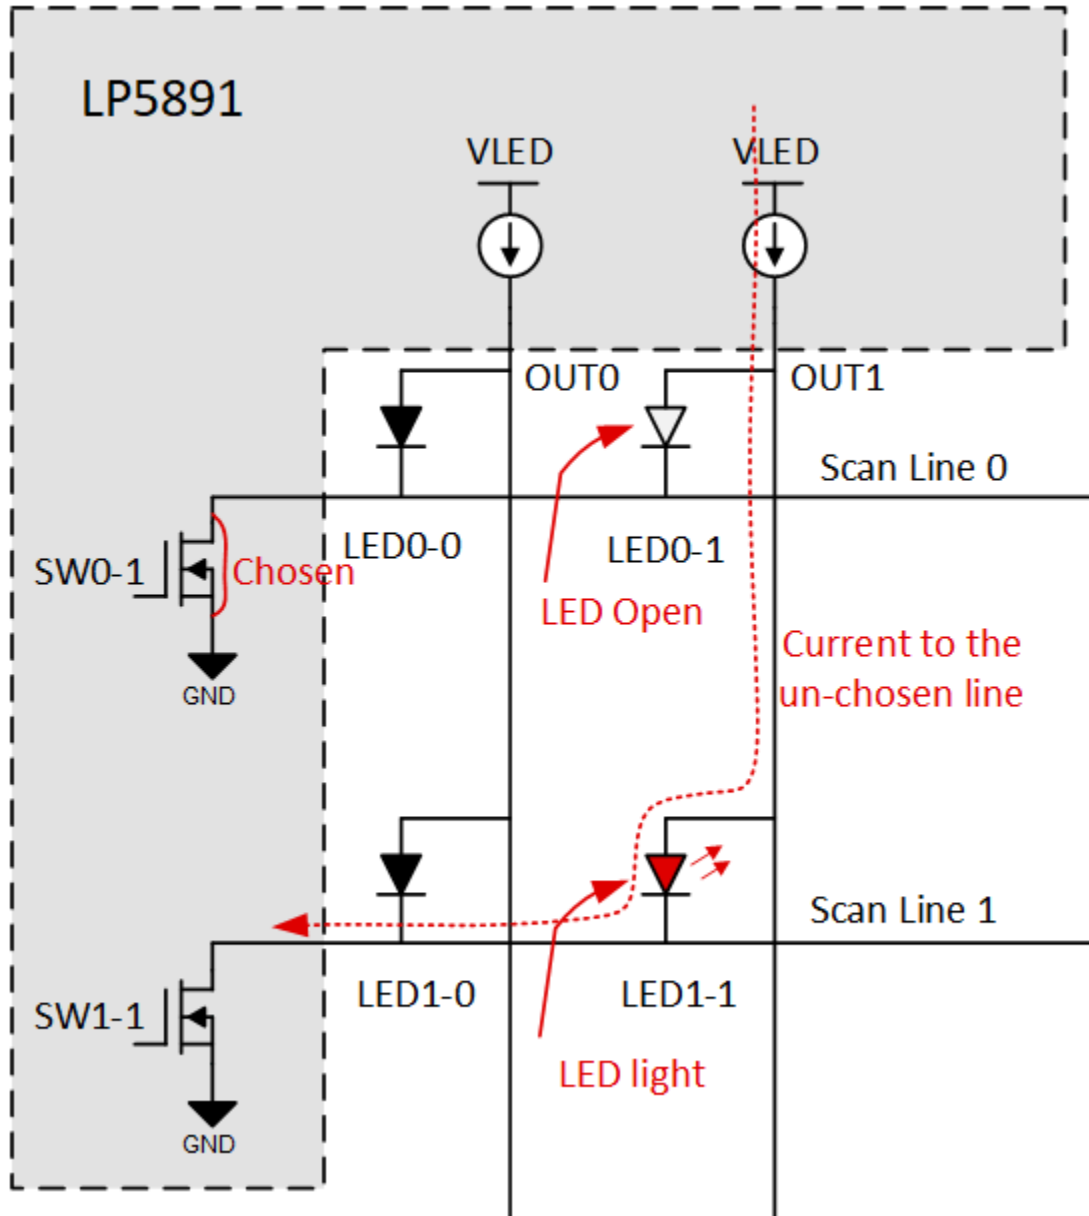 LP5891
VLED
VLED
OUT0
OUT1
Scan Line 0
LED0-0
LED0-1
SW0-1
Chosen
LED Open
GND
Current to the
un-chosen line
Scan Line 1
LED1-0
LED1-1
SW1-1
LED light
GND